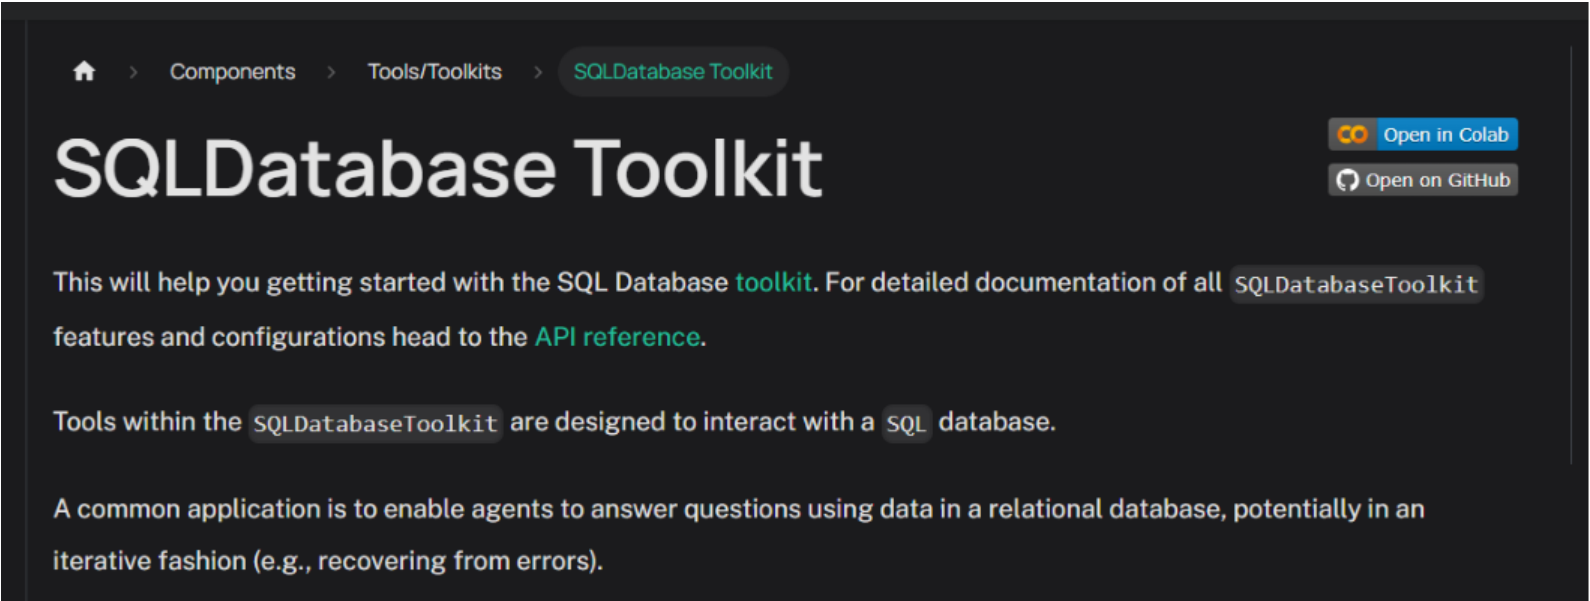 Components > Tools/Toolkits > SQLDatabase Toolkit
SQLDatabase Toolkit
Open in Colab
Open on GitHub
This will help you getting started with the SQL Database toolkit. For detailed documentation of all SQLDatabaseToolkit
features and configurations head to the API reference.
Tools within the SQLDatabaseToolkit are designed to interact with a SQL database.
A common application is to enable agents to answer questions using data in a relational database, potentially in an
iterative fashion (e.g., recovering from errors).